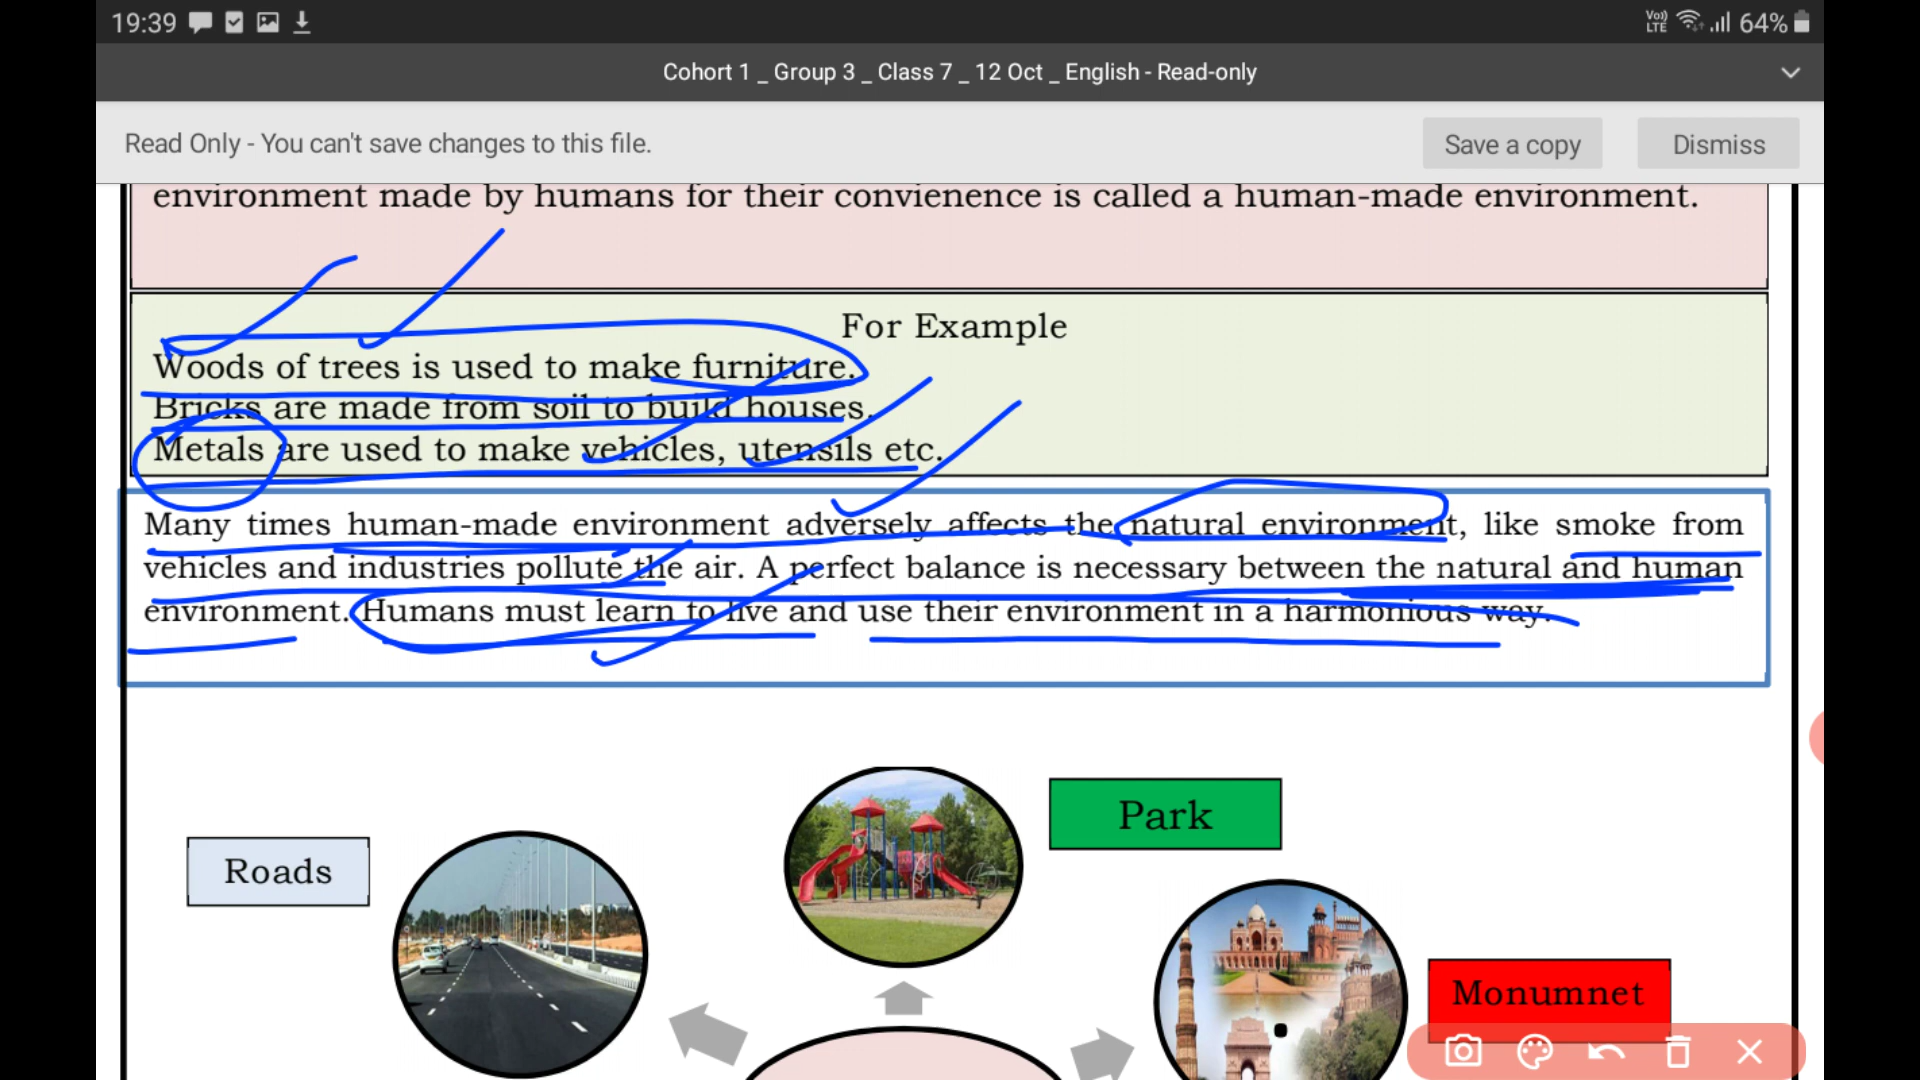 19:39
Vo)) LTE 64%
Cohort 1 _ Group 3 _ Class 7 _ 12 Oct _ English - Read-only
Read Only - You can't save changes to this file.
Save a copy
Dismiss
environment made by humans for their convienence is called a human-made environment.
For Example
Woods of trees is used to make furniture.
Bricks are made from soil to build houses.
Metals are used to make vehicles, utensils etc.
Many times human-made environment adversely affects the natural environment, like smoke from
vehicles and industries pollute the air. A perfect balance is necessary between the natural and human
environment. Humans must learn to live and use their environment in a harmonious way.
Park
Roads
Monumnet